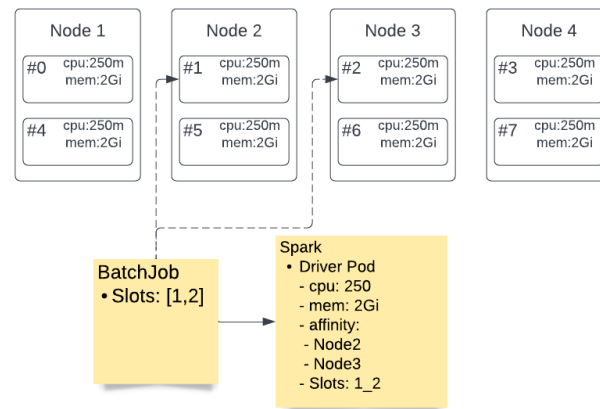 Node 1
Node 2
Node 3
Node 4
#0 cpu:250m
mem:2Gi
#1 cpu:250m
mem:2Gi
#2 cpu:250m
mem:2Gi
#3 cpu:250m
mem:2Gi
#4 cpu:250m
mem:2Gi
#5 cpu:250m
mem:2Gi
#6 cpu:250m
mem:2Gi
#7 cpu:250m
mem:2Gi
BatchJob
• Slots: [1,2]
Spark
• Driver Pod
- cpu: 250
- mem: 2Gi
- affinity:
- Node2
- Node3
- Slots: 1_2